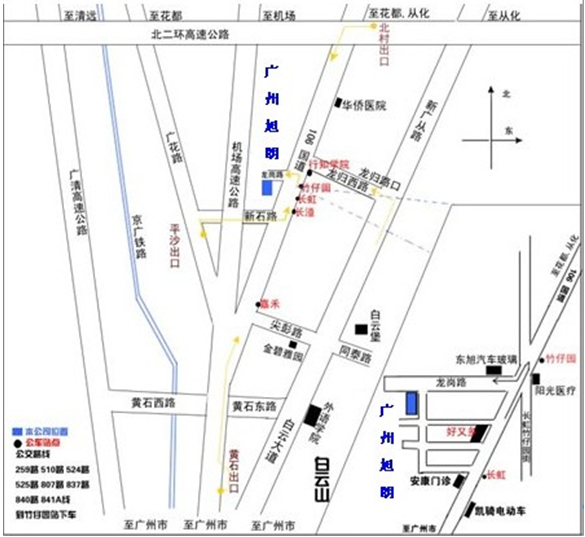 至清远
至花都
至机场
至花都,从化
至从化
北二环高速公路
北村出口
广州旭朗
华侨医院
北
东
新广从路
106国道
广花路
机场高速公路
行知学院
龙归路口
龙归西路
龙岗路
竹仔园
长虹
长湴
新石路
广清高速公路
京广铁路
平沙出口
嘉禾
尖彭路
白云堡
金碧雅园
同泰路
至花都,从化
106国道
竹仔园
东旭汽车玻璃
龙岗路
阳光医疗
黄石西路
黄石东路
外语学院
白云大道
广州旭朗
好又多
黄石出口
白云山
安康门诊
长虹
凯骑电动车
本公司位置
公车站点
公交路线
259路 510路 524路
525路 807路 837路
840路 841A线
到竹仔园站下车
至广州市
至广州市
至广州市
至广州市